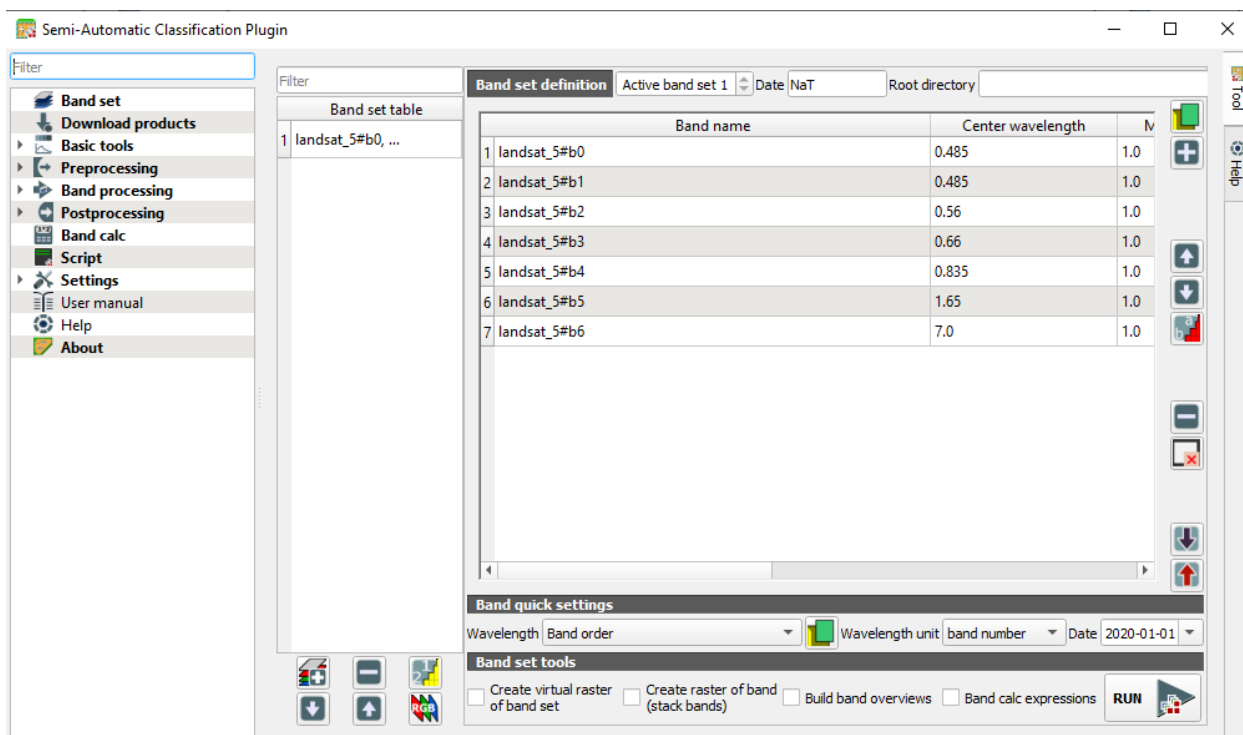 Semi-Automatic Classification Plugin
Filter
Band set
Download products
Basic tools
Preprocessing
Band processing
Postprocessing
Band calc
Script
Settings
User manual
Help
About
Filter
Band set table
1 landsat_5#b0, ...
Band set definition Active band set 1 Date NaT Root directory
Band name Center wavelength M
1 landsat_5#b0 0.485 1.0
2 landsat_5#b1 0.485 1.0
3 landsat_5#b2 0.56 1.0
4 landsat_5#b3 0.66 1.0
5 landsat_5#b4 0.835 1.0
6 landsat_5#b5 1.65 1.0
7 landsat_5#b6 7.0 1.0
Band quick settings
Wavelength Band order Wavelength unit band number Date 2020-01-01
Band set tools
Create virtual raster
of band set
Create raster of band
(stack bands)
Build band overviews
Band calc expressions
RUN
RGB
Tool
Help